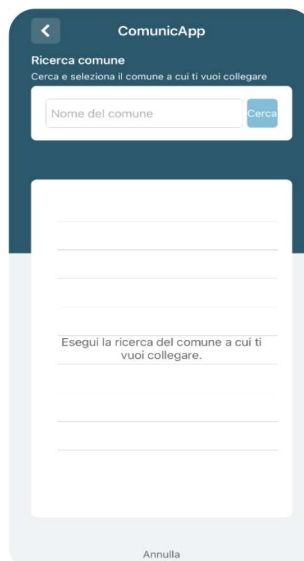 ComunicApp
Ricerca comune
Cerca e seleziona il comune a cui ti vuoi collegare
Nome del comune
Cerca
Esegui la ricerca del comune a cui ti
vuoi collegare.
Annulla